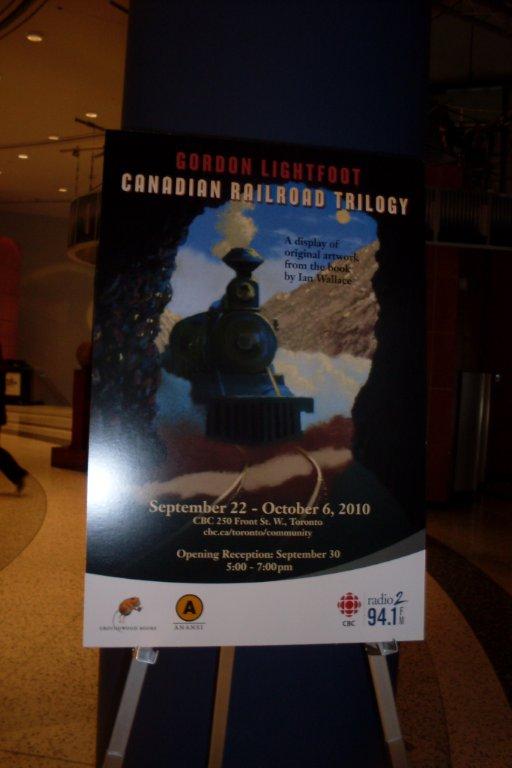 GORDON LIGHTFOOT
CANADIAN RAILROAD TRILOGY
A display of
original artwork
from the book
by Ian Wallace
September 22 - October 6, 2010
CBC 250 Front St. W., Toronto
cbc.ca/toronto/community
Opening Reception: September 30
5:00 - 7:00pm
GROUNDWOOD BOOKS
A
ANANSI
CBC
radio 2
94.1 FM